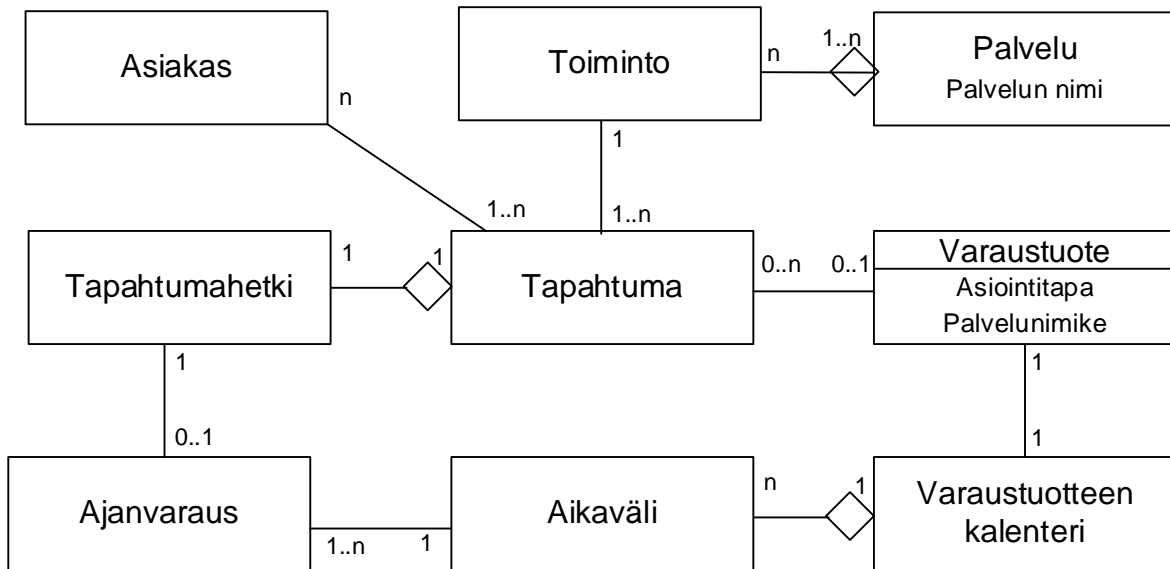 Asiakas
n
Toiminto
n
1..n
Palvelu
Palvelun nimi
1
1..n
1..n
Tapahtumahetki
1
1
Tapahtuma
0..n
0..1
Varaustuote
Asiointitapa
Palvelunimike
1
0..1
1
1
Ajanvaraus
1..n
1
Aikaväli
n
1
Varaustuotteen
kalenteri